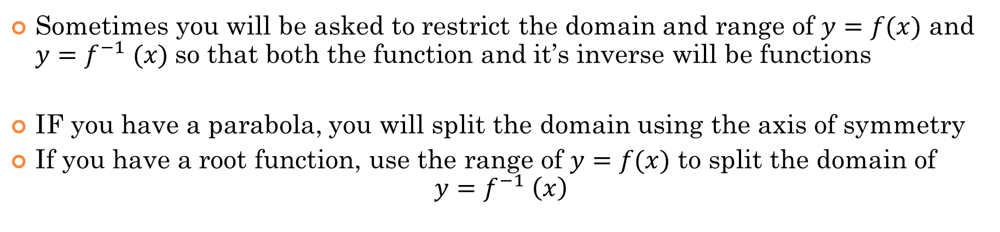 Sometimes you will be asked to restrict the domain and range of y = f(x) and
y = f⁻¹ (x) so that both the function and it’s inverse will be functions
IF you have a parabola, you will split the domain using the axis of symmetry
If you have a root function, use the range of y = f(x) to split the domain of
y = f⁻¹ (x)